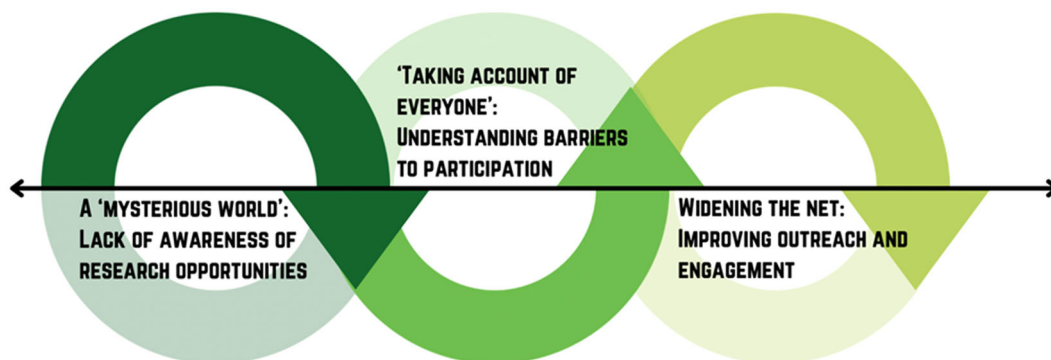 A ‘MYSTERIOUS WORLD’:
LACK OF AWARENESS OF
RESEARCH OPPORTUNITIES
‘TAKING ACCOUNT OF
EVERYONE’:
UNDERSTANDING BARRIERS
TO PARTICIPATION
WIDENING THE NET:
IMPROVING OUTREACH AND
ENGAGEMENT